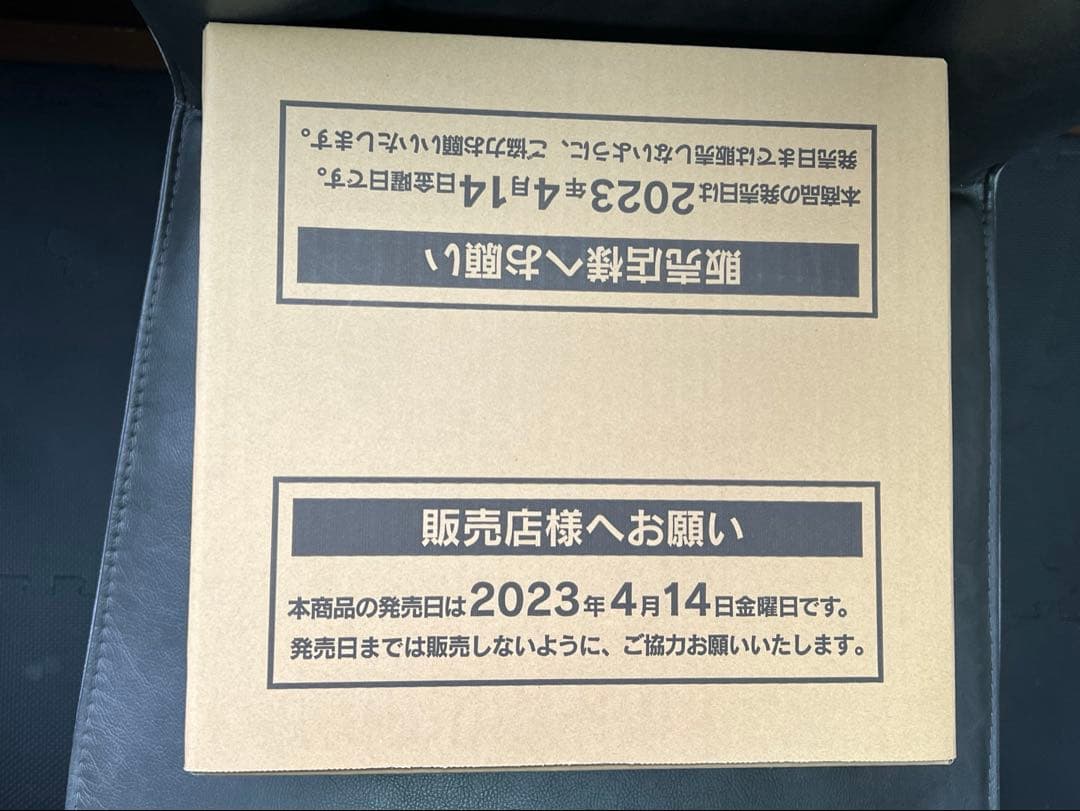 販売店様へお願い
本商品の発売日は2023年4月14日金曜日です。
発売日までは販売しないように、ご協力お願いいたします。
販売店様へお願い
本商品の発売日は2023年4月14日金曜日です。
発売日までは販売しないように、ご協力お願いいたします。